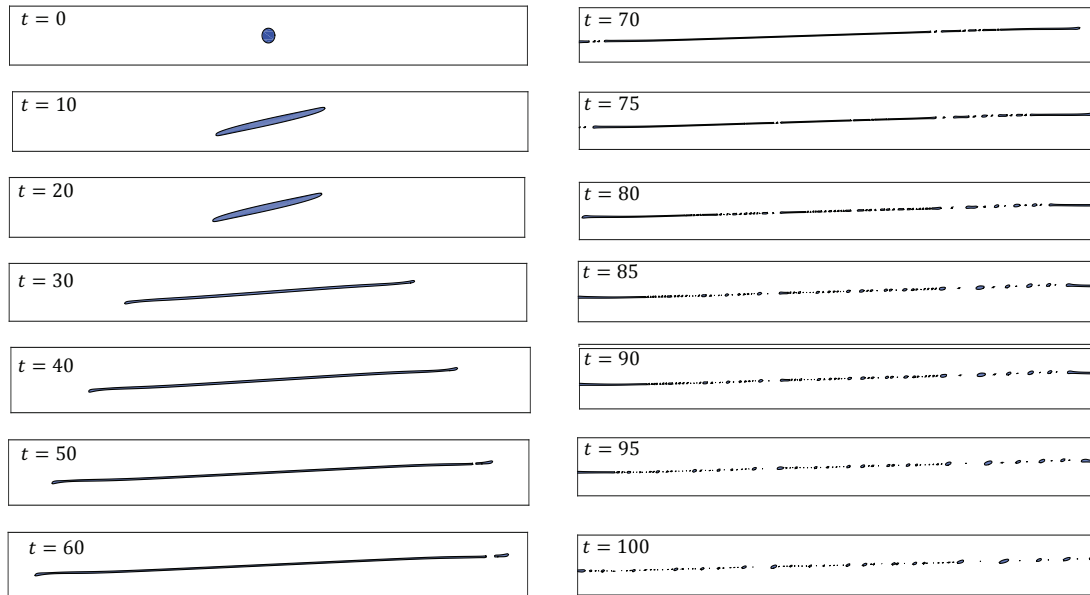 t = 0
t = 10
t = 20
t = 30
t = 40
t = 50
t = 60
t = 70
t = 75
t = 80
t = 85
t = 90
t = 95
t = 100